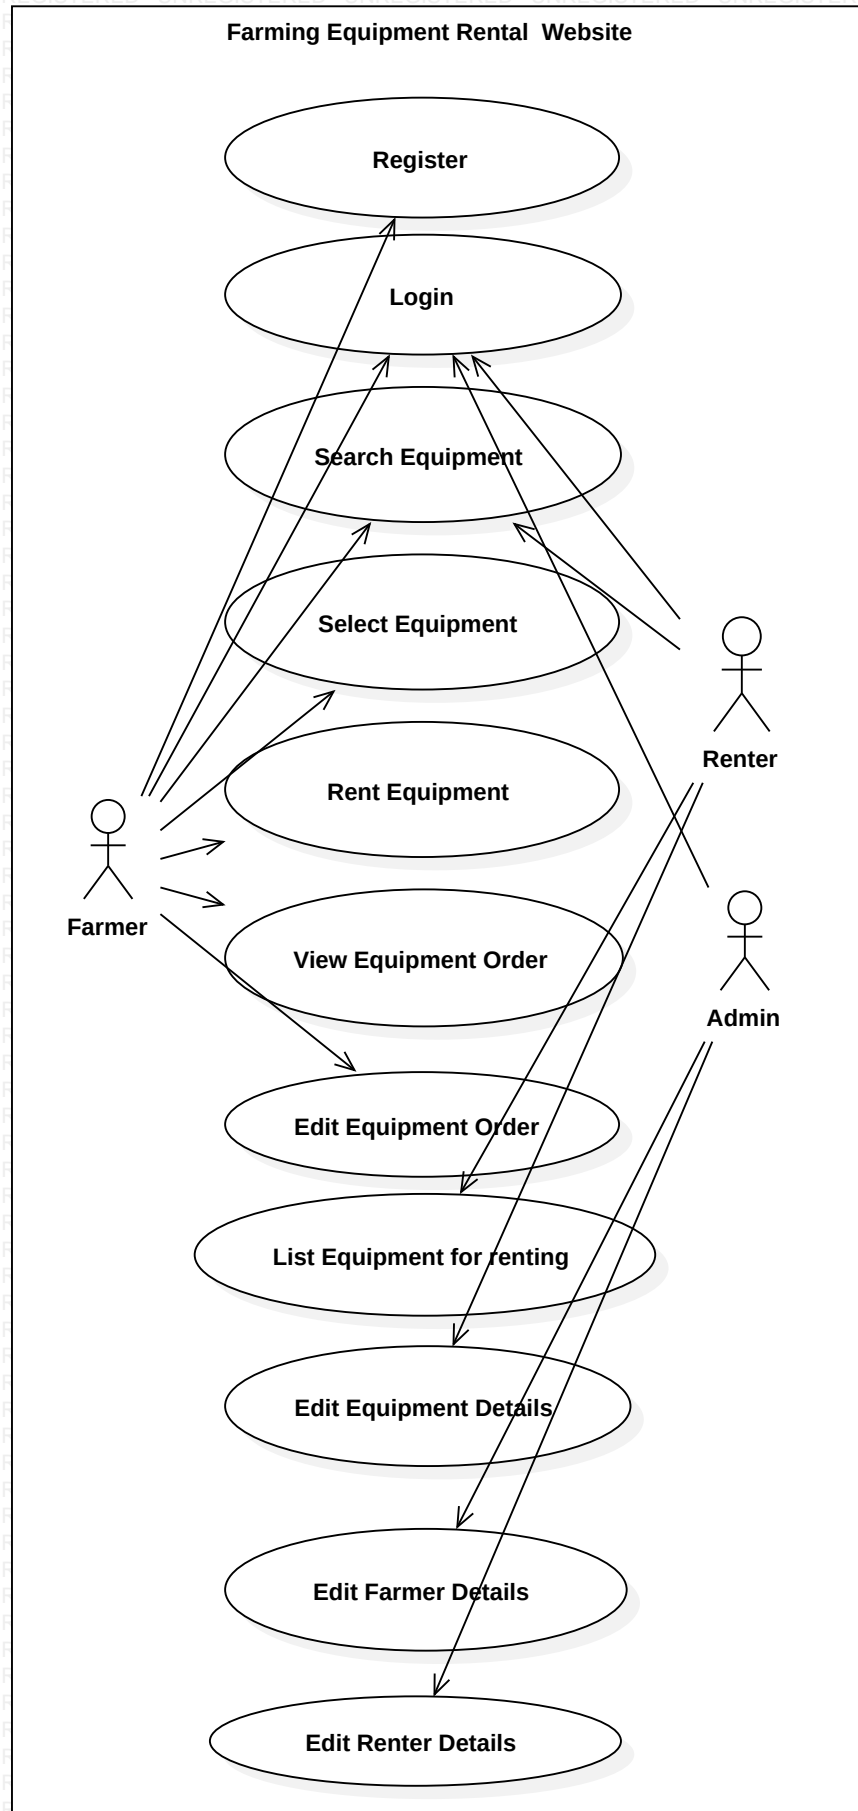 Farming Equipment Rental  Website
Register
Login
Search Equipment
Select Equipment
Renter
Rent Equipment
Farmer
View Equipment Order
Admin
Edit Equipment Order
List Equipment for renting
Edit Equipment Details
Edit Farmer Details
Edit Renter Details